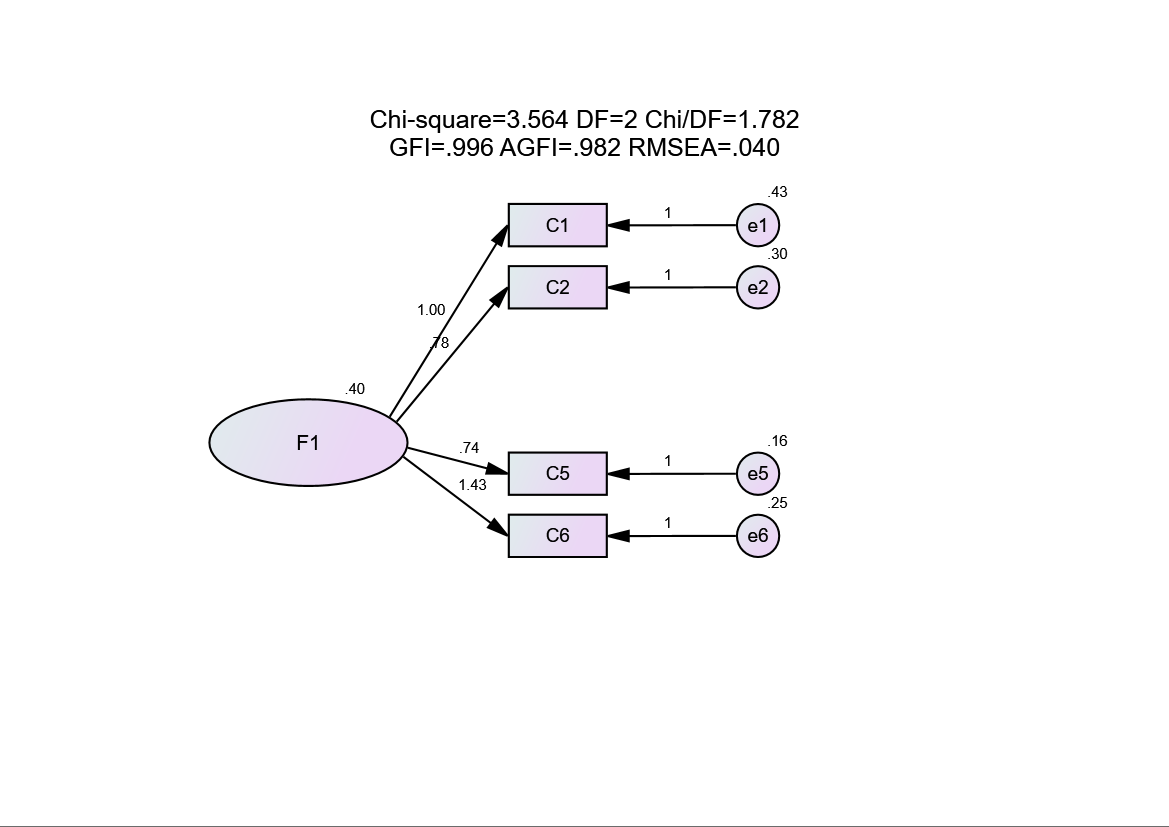 Chi-square=3.564 DF=2 Chi/DF=1.782
GFI=.996 AGFI=.982 RMSEA=.040
.43
C1
1
e1
.30
C2
1
e2
1.00
.78
.40
F1
.74
1.43
.16
C5
1
e5
.25
C6
1
e6